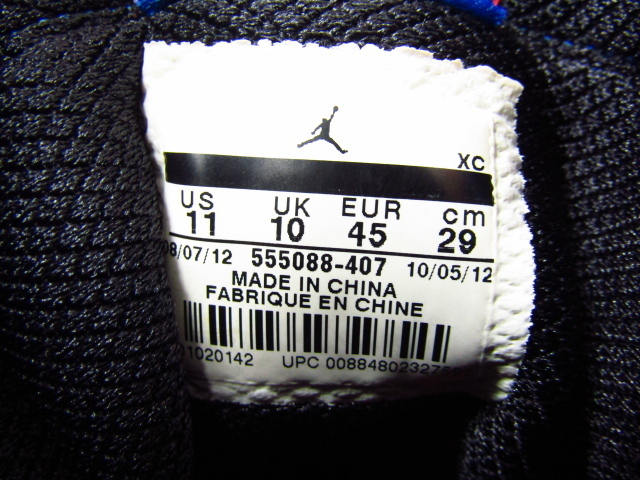 XC
US UK EUR cm
11 10 45 29
08/07/12 555088-407 10/05/12
MADE IN CHINA
FABRIQUE EN CHINE
UPC